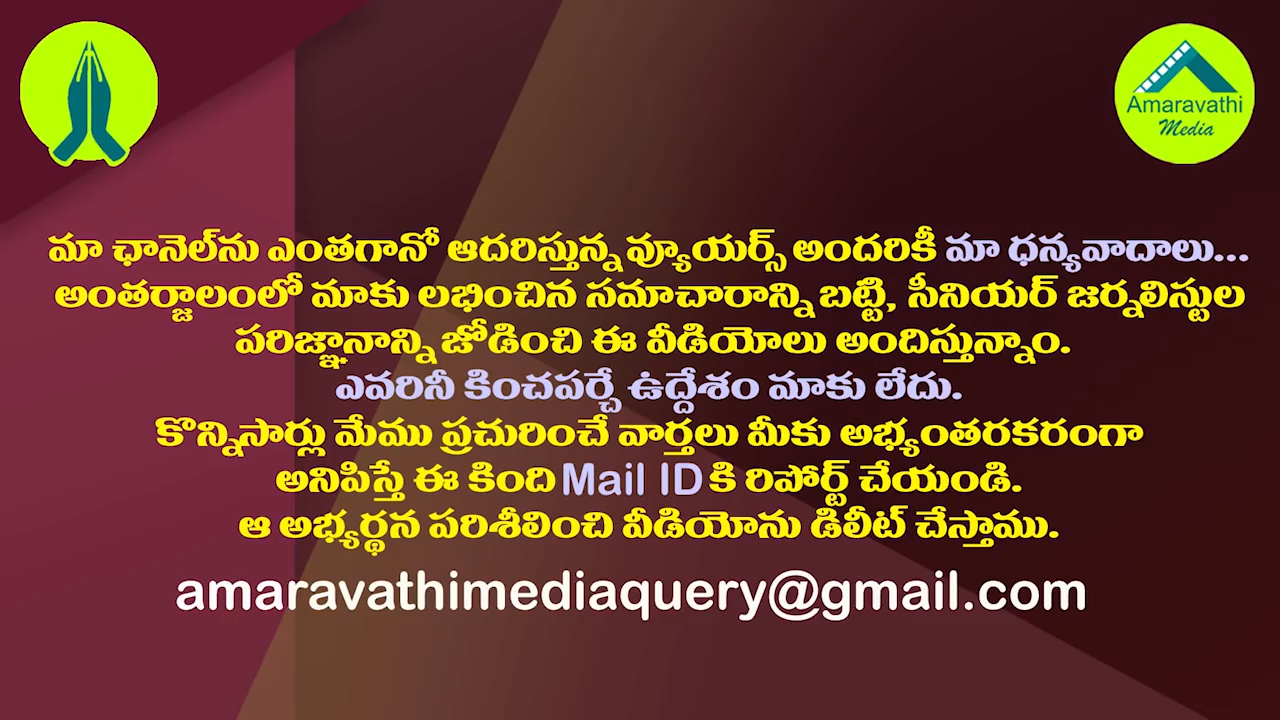 Amaravathi
Media
మా ఛానెల్‌ను ఎంతగానో ఆదరిస్తున్న వ్యూయర్స్ అందరికీ మా ధన్యవాదాలు...
అంతర్జాలంలో మాకు లభించిన సమాచారాన్ని బట్టి, సీనియర్ జర్నలిస్టుల
పరిజ్ఞానాన్ని జోడించి ఈ వీడియోలు అందిస్తున్నాం.
ఎవరినీ కించపర్చే ఉద్దేశం మాకు లేదు.
కొన్నిసార్లు మేము ప్రచురించే వార్తలు మీకు అభ్యంతరకరంగా
అనిపిస్తే ఈ కింది Mail ID కి రిపోర్ట్ చేయండి.
ఆ అభ్యర్థన పరిశీలించి వీడియోను డిలీట్ చేస్తాము.
amaravathimediaquery@gmail.com